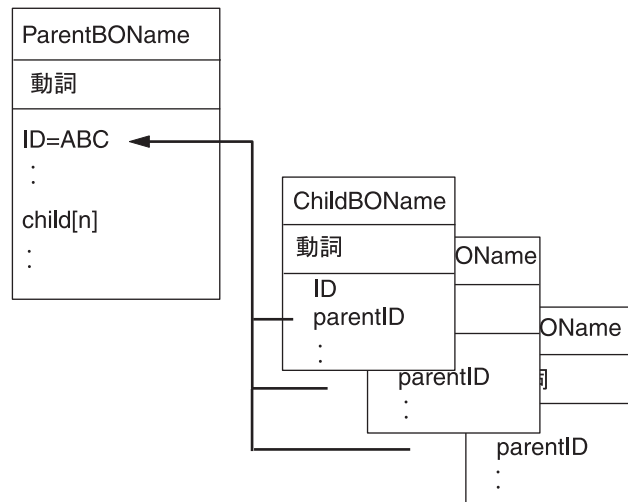 ParentBOName
動詞
ID=ABC
:
child[n]
:
ChildBOName
動詞
ID
parentID
:
OName
parentID
:
OName
parentID
: